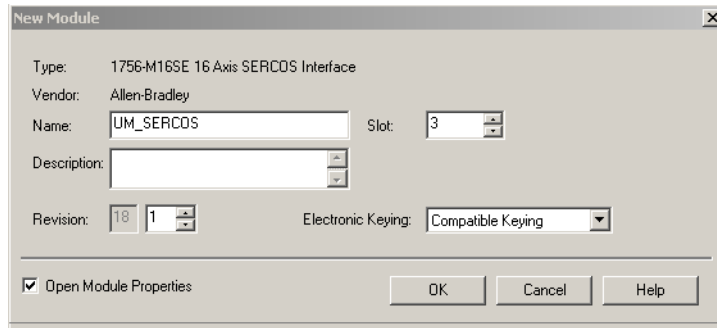 New Module
Type: 1756-M16SE 16 Axis SERCOS Interface
Vendor: Allen-Bradley
Name: UM_SERCOS Slot: 3
Description:
Revision: 18 1 Electronic Keying: Compatible Keying
Open Module Properties OK Cancel Help